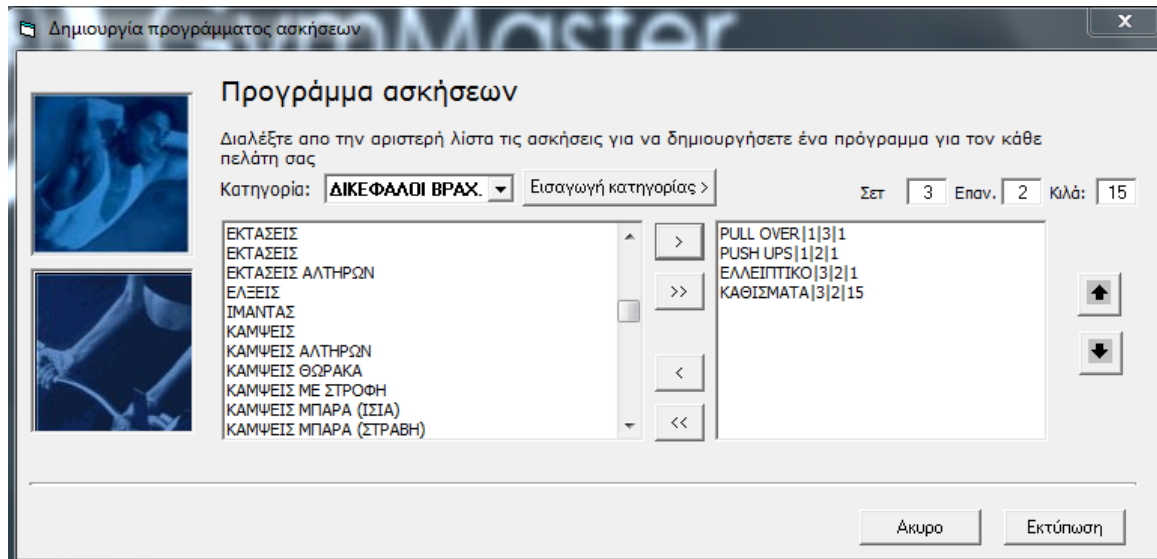 Δημιουργία προγράμματος ασκήσεων
GymMaster
X
Προγράμμα ασκήσεων
Διαλέξτε απο την αριστερή λίστα τις ασκήσεις για να δημιουργήσετε ένα πρόγραμμα για τον κάθε
πελάτη σας
Κατηγορία: ΔΙΚΕΦΑΛΟΙ ΒΡΑΧ. Εισαγωγή κατηγορίας > Σετ 3 Επαν. 2 Κιλά: 15
ΕΚΤΑΣΕΙΣ
ΕΚΤΑΣΕΙΣ
ΕΚΤΑΣΕΙΣ ΑΛΤΗΡΩΝ
ΕΛΞΕΙΣ
ΙΜΑΝΤΑΣ
ΚΑΜΨΕΙΣ
ΚΑΜΨΕΙΣ ΑΛΤΗΡΩΝ
ΚΑΜΨΕΙΣ ΘΩΡΑΚΑ
ΚΑΜΨΕΙΣ ΜΕ ΣΤΡΟΦΗ
ΚΑΜΨΕΙΣ ΜΠΑΡΑ (ΙΣΙΑ)
ΚΑΜΨΕΙΣ ΜΠΑΡΑ (ΣΤΡΑΒΗ)
>
>>
<
<<
PULL OVER|1|3|1
PUSH UPS|1|2|1
ΕΛΛΕΙΠΤΙΚΟ|3|2|1
ΚΑΘΙΣΜΑΤΑ|3|2|15
Ακυρο
Εκτύπωση